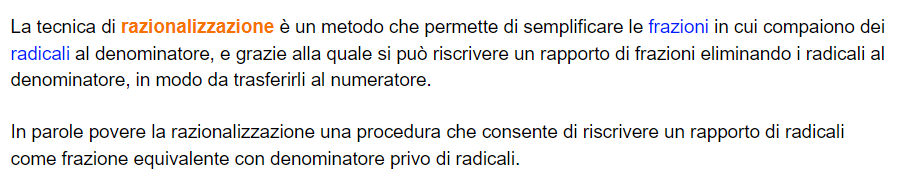 La tecnica di razionalizzazione è un metodo che permette di semplificare le frazioni in cui compaiono dei
radicali al denominatore, e grazie alla quale si può riscrivere un rapporto di frazioni eliminando i radicali al
denominatore, in modo da trasferirli al numeratore.
In parole povere la razionalizzazione una procedura che consente di riscrivere un rapporto di radicali
come frazione equivalente con denominatore privo di radicali.